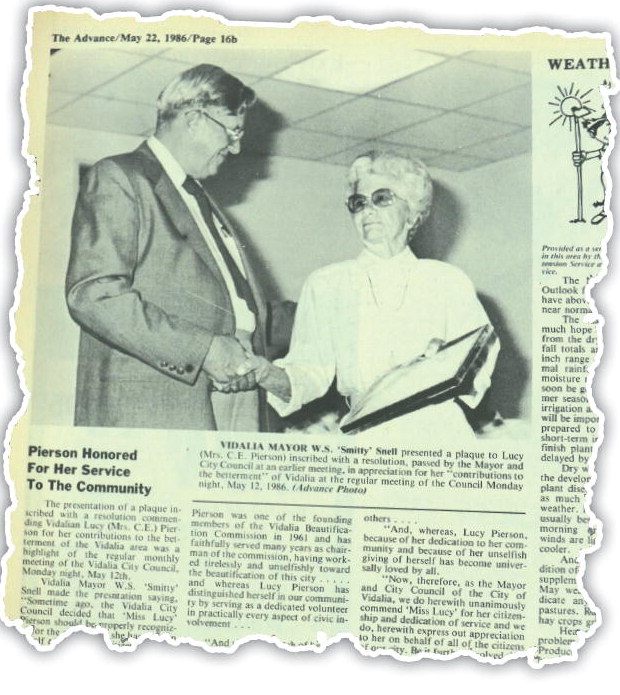 The Advance/May 22, 1986/Page 16b
VIDALIA MAYOR W.S. 'Smitty' Snell presented a plaque to Lucy
(Mrs. C.E. Pierson) inscribed with a resolution, passed by the Mayor and
City Council at an earlier meeting, in appreciation for her "contributions to
the betterment" of Vidalia at the regular meeting of the Council Monday
night, May 12, 1986. (Advance Photo)
Pierson Honored
For Her Service
To The Community
The presentation of a plaque in-
scribed with a resolution commen-
ding Vidalian Lucy (Mrs. C.E.) Pier-
son for her contributions to the bet-
terment of the Vidalia area was a
highlight of the regular monthly
meeting of the Vidalia City Council,
Monday night, May 12th.
Vidalia Mayor W.S. 'Smitty'
Snell made the presntation saying,
"Sometime ago, the Vidalia City
Council decided that 'Miss Lucy'
Pierson should be properly recogniz-
for the
Pierson was one of the founding
members of the Vidalia Beautifica-
tion Commission in 1961 and has
faithfully served many years as chair-
man of the commission, having work-
ed tirelessly and unselfishly toward
the beautification of this city . . . . .
and whereas Lucy Pierson has
distinguished herself in our communi-
ty by serving as a dedicated volunteer
in practically every aspect of civic in-
volvement . . . .
"And
others . . . .
"And, whereas, Lucy Pierson,
because of her dedication to her com-
munity and because of her unselfish
giving of herself has become univer-
sally loved by all.
"Now, therefore, as the Mayor
and City Council of the City of
Vidalia, we do herewith unanimously
commend 'Miss Lucy' for her citizen-
ship and dedication of service and we
do, herewith express out appreciation
to her on behalf of all of the citizens
of our city. Be it
WEATH
Provided as a ser
in this area by th
tension Service a
vice.
The
Outlook f
have abov
near norma
The
much hope
from the dr
fall totals a
inch range
mal rainf
moisture
soon be g
mer seaso
irrigation a
will be impo
prepared to
short-term i
finish plan
delayed by
Dry w
the develo
plant dise
as much
weather.
usually be
morning
winds are li
cooler.
And
dition of
supplem
May we
dicate an
pastures. R
hay crops g
Hea
problem
Produc